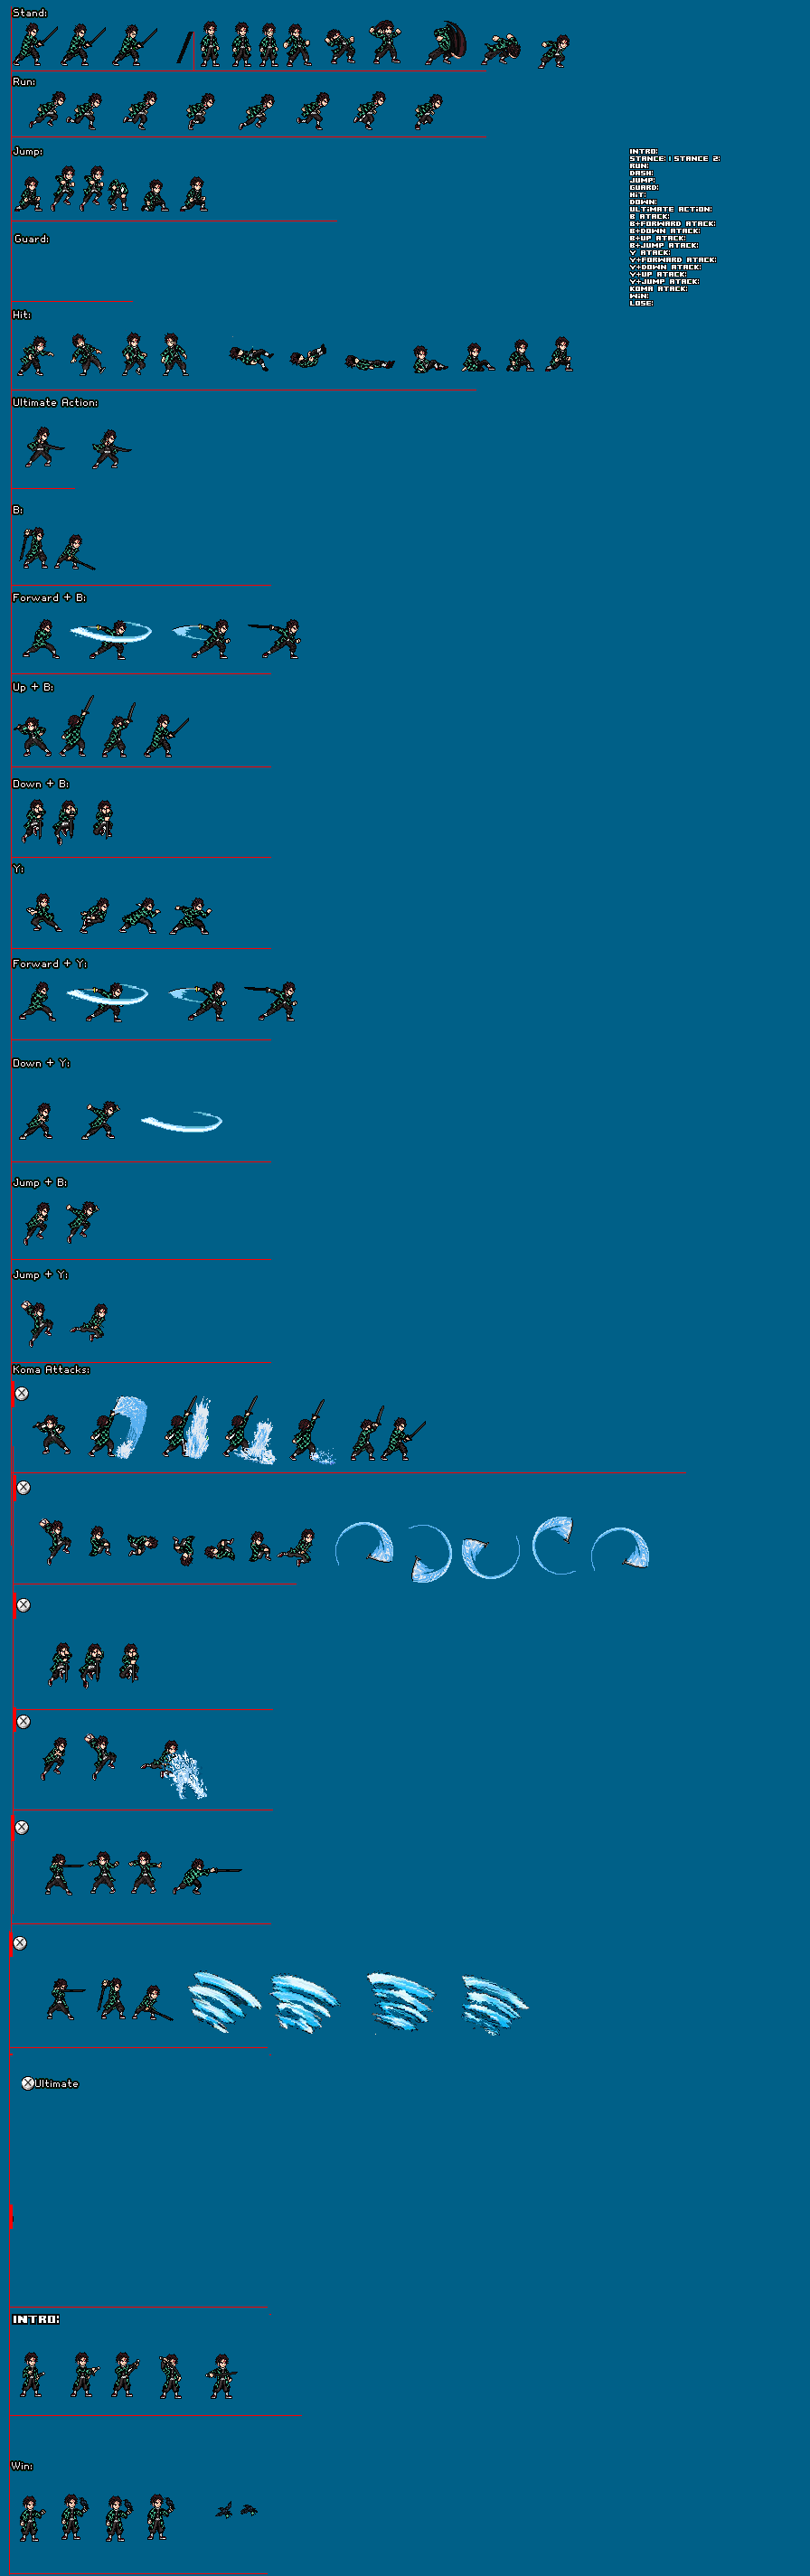 Stand:
Run:
Jump:
INTRO:
STANCE: | STANCE 2:
RUN:
DASH:
JUMP:
GUARD:
HIT:
DOWN:
ULTIMATE ACTION:
B ATACK:
B+FORWARD ATACK:
B+DOWN ATACK:
B+UP ATACK:
B+JUMP ATACK:
Y ATACK:
Y+FORWARD ATACK:
Y+DOWN ATACK:
Y+UP ATACK:
Y+JUMP ATACK:
KOMA ATACK:
WIN:
LOSE:
Guard:
Hit:
Ultimate Action:
B:
Forward + B:
Up + B:
Down + B:
Y:
Forward + Y:
Down + Y:
Jump + B:
Jump + Y:
Koma Attacks:
X
X
X
X
X
X
X Ultimate
INTRO:
Win: